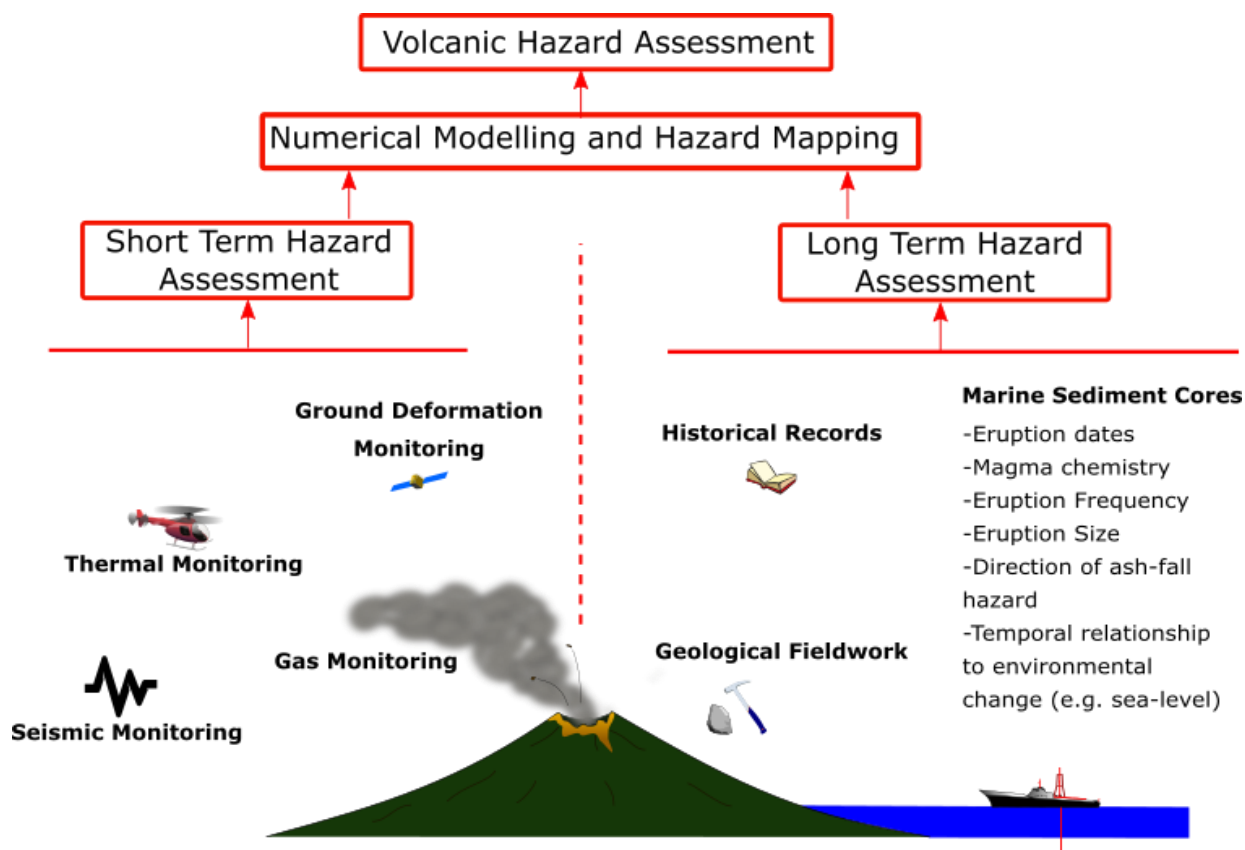 Volcanic Hazard Assessment
Numerical Modelling and Hazard Mapping
Short Term Hazard
Assessment
Long Term Hazard
Assessment
Ground Deformation
Monitoring
Thermal Monitoring
Gas Monitoring
Seismic Monitoring
Historical Records
Geological Fieldwork
Marine Sediment Cores
-Eruption dates
-Magma chemistry
-Eruption Frequency
-Eruption Size
-Direction of ash-fall
hazard
-Temporal relationship
to environmental
change (e.g. sea-level)